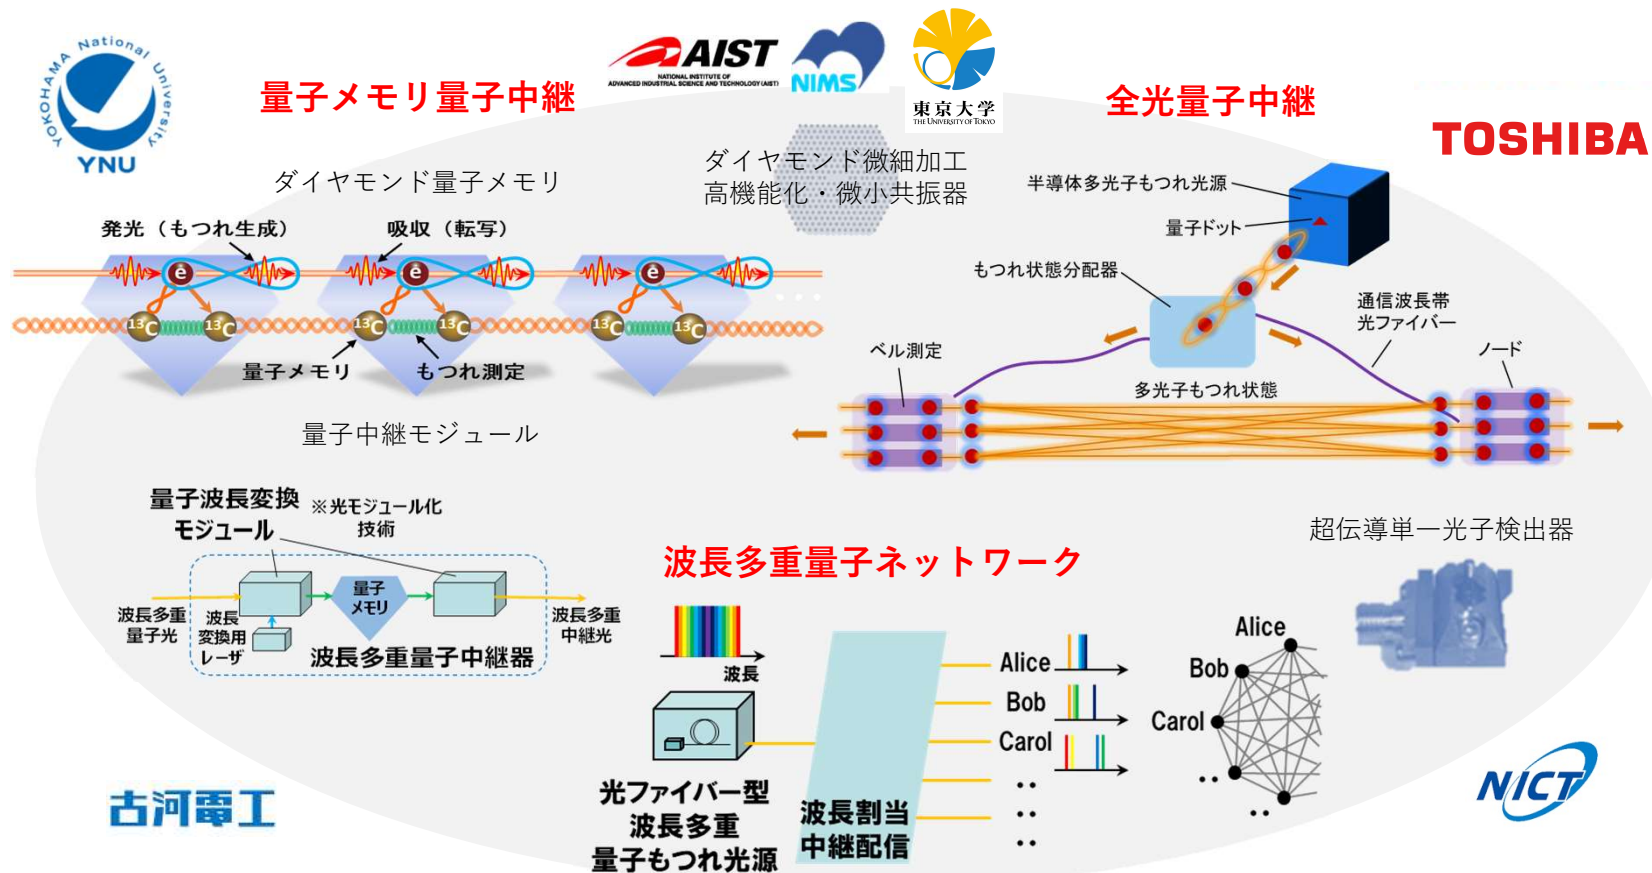 YOKOHAMA National University
YNU
AIST
NATIONAL INSTITUTE OF
ADVANCED INDUSTRIAL SCIENCE AND TECHNOLOGY (AIST)
NIMS
東京大学
THE UNIVERSITY OF TOKYO
TOSHIBA
量子メモリ量子中継
ダイヤモンド量子メモリ
発光(もつれ生成)
吸収(転写)
ē
ē
ē
13C
13C
13C
13C
13C
13C
量子メモリ
もつれ測定
・・・
量子中継モジュール
ダイヤモンド微細加工
高機能化・微小共振器
全光量子中継
半導体多光子もつれ光源
量子ドット
もつれ状態分配器
通信波長帯
光ファイバー
ベル測定
ノード
多光子もつれ状態
量子波長変換
モジュール
※光モジュール化
技術
量子
メモリ
波長多重
量子光
波長
変換用
レーザ
波長多重
中継光
波長多重量子中継器
超伝導単一光子検出器
波長多重量子ネットワーク
波長
光ファイバー型
波長多重
量子もつれ光源
波長割当
中継配信
Alice
Bob
Carol
・・
・・
・・
Alice
Bob
Carol
・・
・・
古河電工
NICT